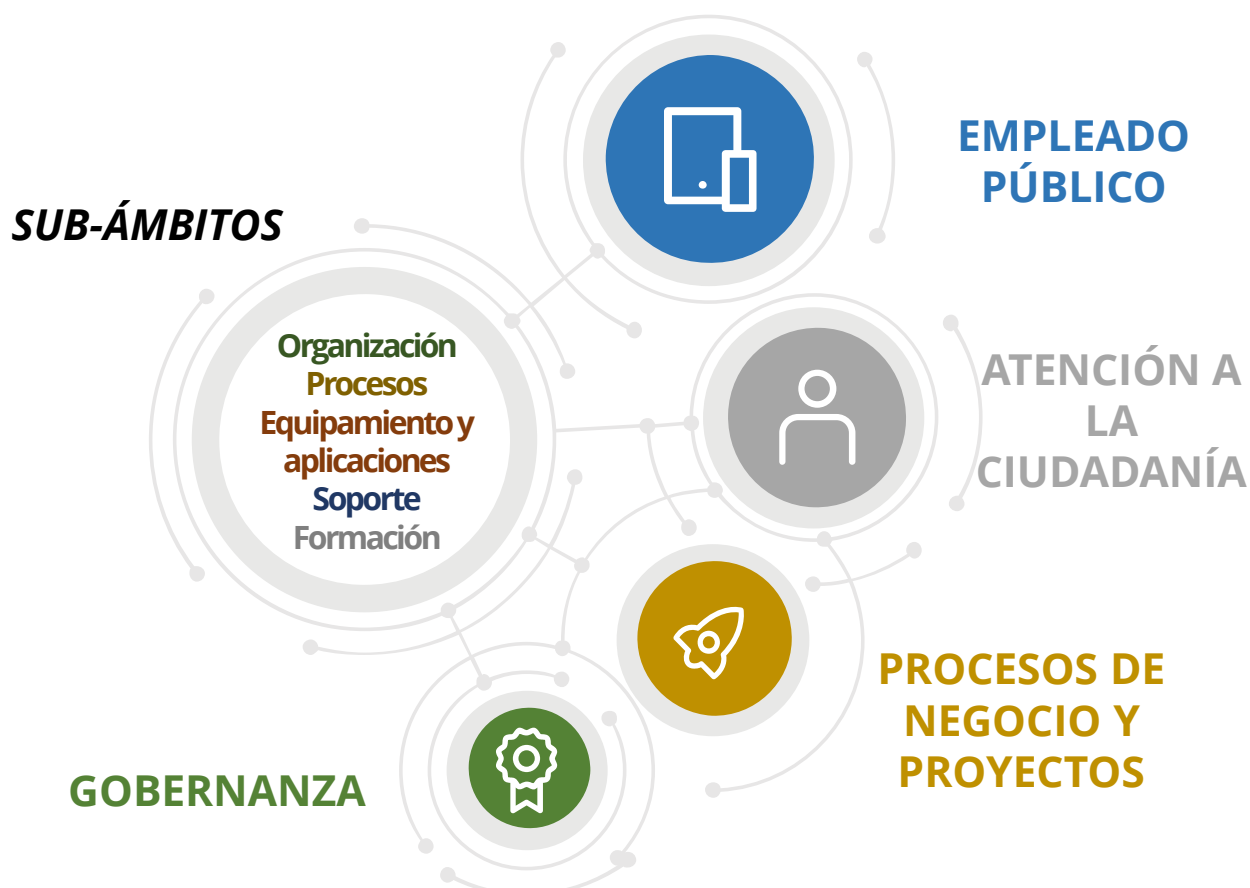 EMPLEADO
PÚBLICO
SUB-ÁMBITOS
Organización
Procesos
Equipamiento y
aplicaciones
Soporte
Formación
ATENCIÓN A
LA
CIUDADANÍA
PROCESOS DE
NEGOCIO Y
PROYECTOS
GOBERNANZA